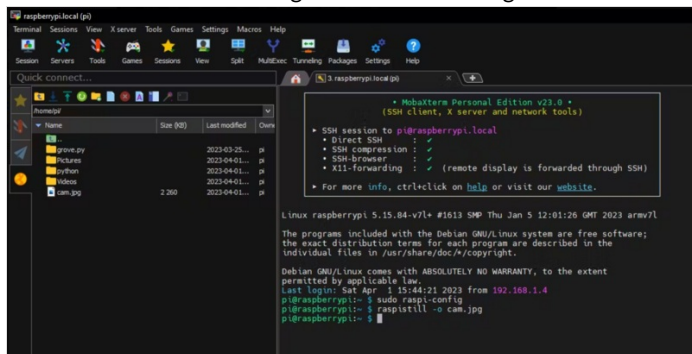 raspberrypi.local (pi)
Terminal Sessions View X server Tools Games Settings Macros Help
Session Servers Tools Games Sessions View Split MultiExec Tunneling Packages Settings Help
Quick connect...
3. raspberrypi.local (pi)
/home/pi/
Name Size (KB) Last modified Owne
..
grove.py 2023-03-25... pi
Pictures 2023-04-01... pi
python 2023-04-01... pi
Videos 2023-04-01... pi
cam.jpg 2 260 2023-04-01... pi
• MobaXterm Personal Edition v23.0 •
(SSH client, X server and network tools)
► SSH session to pi@raspberrypi.local
• Direct SSH : ✓
• SSH compression : ✓
• SSH-browser : ✓
• X11-forwarding : ✓ (remote display is forwarded through SSH)
► For more info, ctrl+click on help or visit our website.
Linux raspberrypi 5.15.84-v7l+ #1613 SMP Thu Jan 5 12:01:26 GMT 2023 armv7l
The programs included with the Debian GNU/Linux system are free software;
the exact distribution terms for each program are described in the
individual files in /usr/share/doc/*/copyright.
Debian GNU/Linux comes with ABSOLUTELY NO WARRANTY, to the extent
permitted by applicable law.
Last login: Sat Apr 1 15:44:21 2023 from 192.168.1.4
pi@raspberrypi:~ $ sudo raspi-config
pi@raspberrypi:~ $ raspistill -o cam.jpg
pi@raspberrypi:~ $